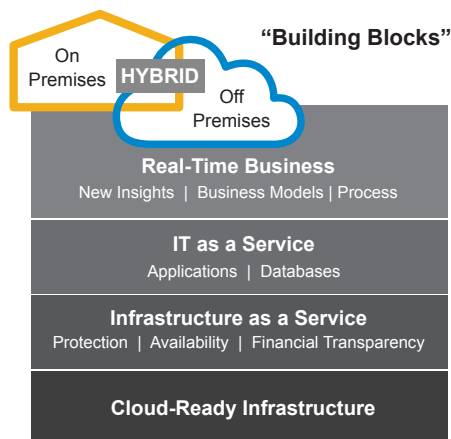 “Building Blocks”
On
Premises
HYBRID
Off
Premises
Real-Time Business
New Insights | Business Models | Process
IT as a Service
Applications | Databases
Infrastructure as a Service
Protection | Availability | Financial Transparency
Cloud-Ready Infrastructure